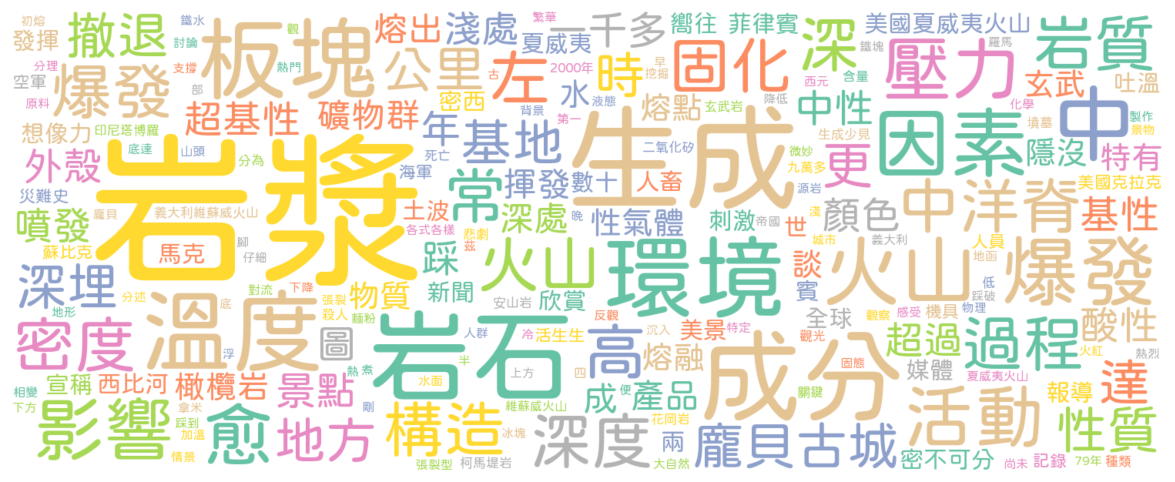 岩漿
生成
環境
岩石
成分
火山爆發
溫度
因素
板塊
壓力
中
中洋脊
影響
密度
構造
深度
活動
過程
爆發
固化
深
岩質
火山
愈
高
龐貝古城
性質
地方
公里
左
時
基地
常
撤退
熔出
淺處
一千多
夏威夷
嚮往
菲律賓
美國夏威夷火山
玄武
吐溫
初熔
發揮
鐵水
討論
觀
繁華
羅馬
鐵塊
分理
空軍
支撐
熱門
部
古
2000年
早
挖掘
西元
含量
原料
密西
水
液態
熔點
玄武岩
降低
中性
化學
超基性
礦物群
年
背景
第一
生成少見
墳墓
製作
景物
想像力
印尼塔博羅
底連
山頭
分為
死亡
二氧化矽
微妙
更
隱沒
特有
外殼
海軍
揮發
數十
人畜
九萬多
源岩
美國克拉克
災難史
龐貝
義大利維蘇威火山
土波
深處
晚
性氣體
刺激
帝國
世
淺
顏色
基性
噴發
各式各樣
悲劇
茲
城市
義大利
人員
地函
蘇比克
馬克
腳
仔細
踩
談
深埋
對流
下降
新聞
安山岩
欣賞
賓
低
踩破
分述
底
張裂
殺人
物質
麵粉
反觀
全球
觀察
感受
機具
物理
地形
浮
圖
人群
冷
活生生
沉入
美景
特定
觀光
超過
酸性
火紅
熱烈
相變
宣稱
西比河
橄欖岩
景點
熱
煮
水面
半
上方
熔融
四
固態
媒體
夏威夷火山
達
下方
拿米
踩到
剛
維蘇威火山
成
便
產品
關鍵
報導
加溫
情景
冰塊
花岡岩
兩
密不可分
張裂型
柯馬堤岩
大自然
尚未
記錄
79年
種類